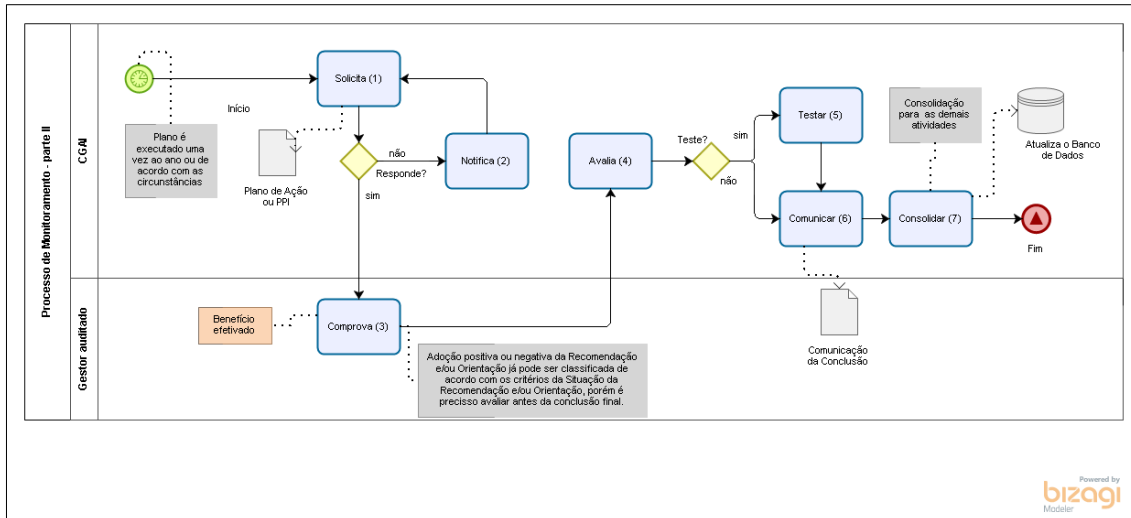 Processo de Monitoramento - parte II
CGAI
Plano é
executado uma
vez ao ano ou de
acordo com as
circunstâncias
Início
Solicita (1)
Plano de Ação
ou PPI
não
Responde?
sim
Notifica (2)
Avalia (4)
Teste?
sim
não
Testar (5)
Comunicar (6)
Consolidação
para as demais
atividades
Consolidar (7)
Atualiza o Banco
de Dados
Fim
Gestor auditado
Benefício
efetivado
Comprova (3)
Adoção positiva ou negativa da Recomendação
e/ou Orientação já pode ser classificada de
acordo com os critérios da Situação da
Recomendação e/ou Orientação, porém é
preciso avaliar antes da conclusão final.
Comunicação
da Conclusão
Powered by
bizagi
Modeler